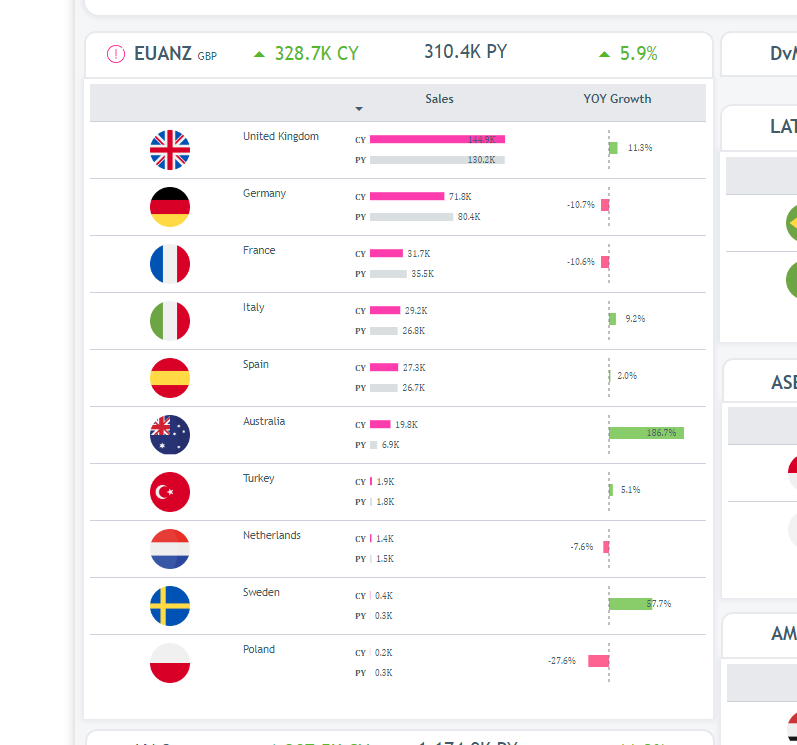 EUANZ GBP 328.7K CY 310.4K PY 5.9%
Sales YOY Growth
United Kingdom CY 144.9K 11.3%
PY 130.2K
Germany CY 71.8K -10.7%
PY 80.4K
France CY 31.7K -10.6%
PY 35.5K
Italy CY 29.2K 9.2%
PY 26.8K
Spain CY 27.3K 2.0%
PY 26.7K
Australia CY 19.8K 186.7%
PY 6.9K
Turkey CY 1.9K 5.1%
PY 1.8K
Netherlands CY 1.4K -7.6%
PY 1.5K
Sweden CY 0.4K 57.7%
PY 0.3K
Poland CY 0.2K -27.6%
PY 0.3K